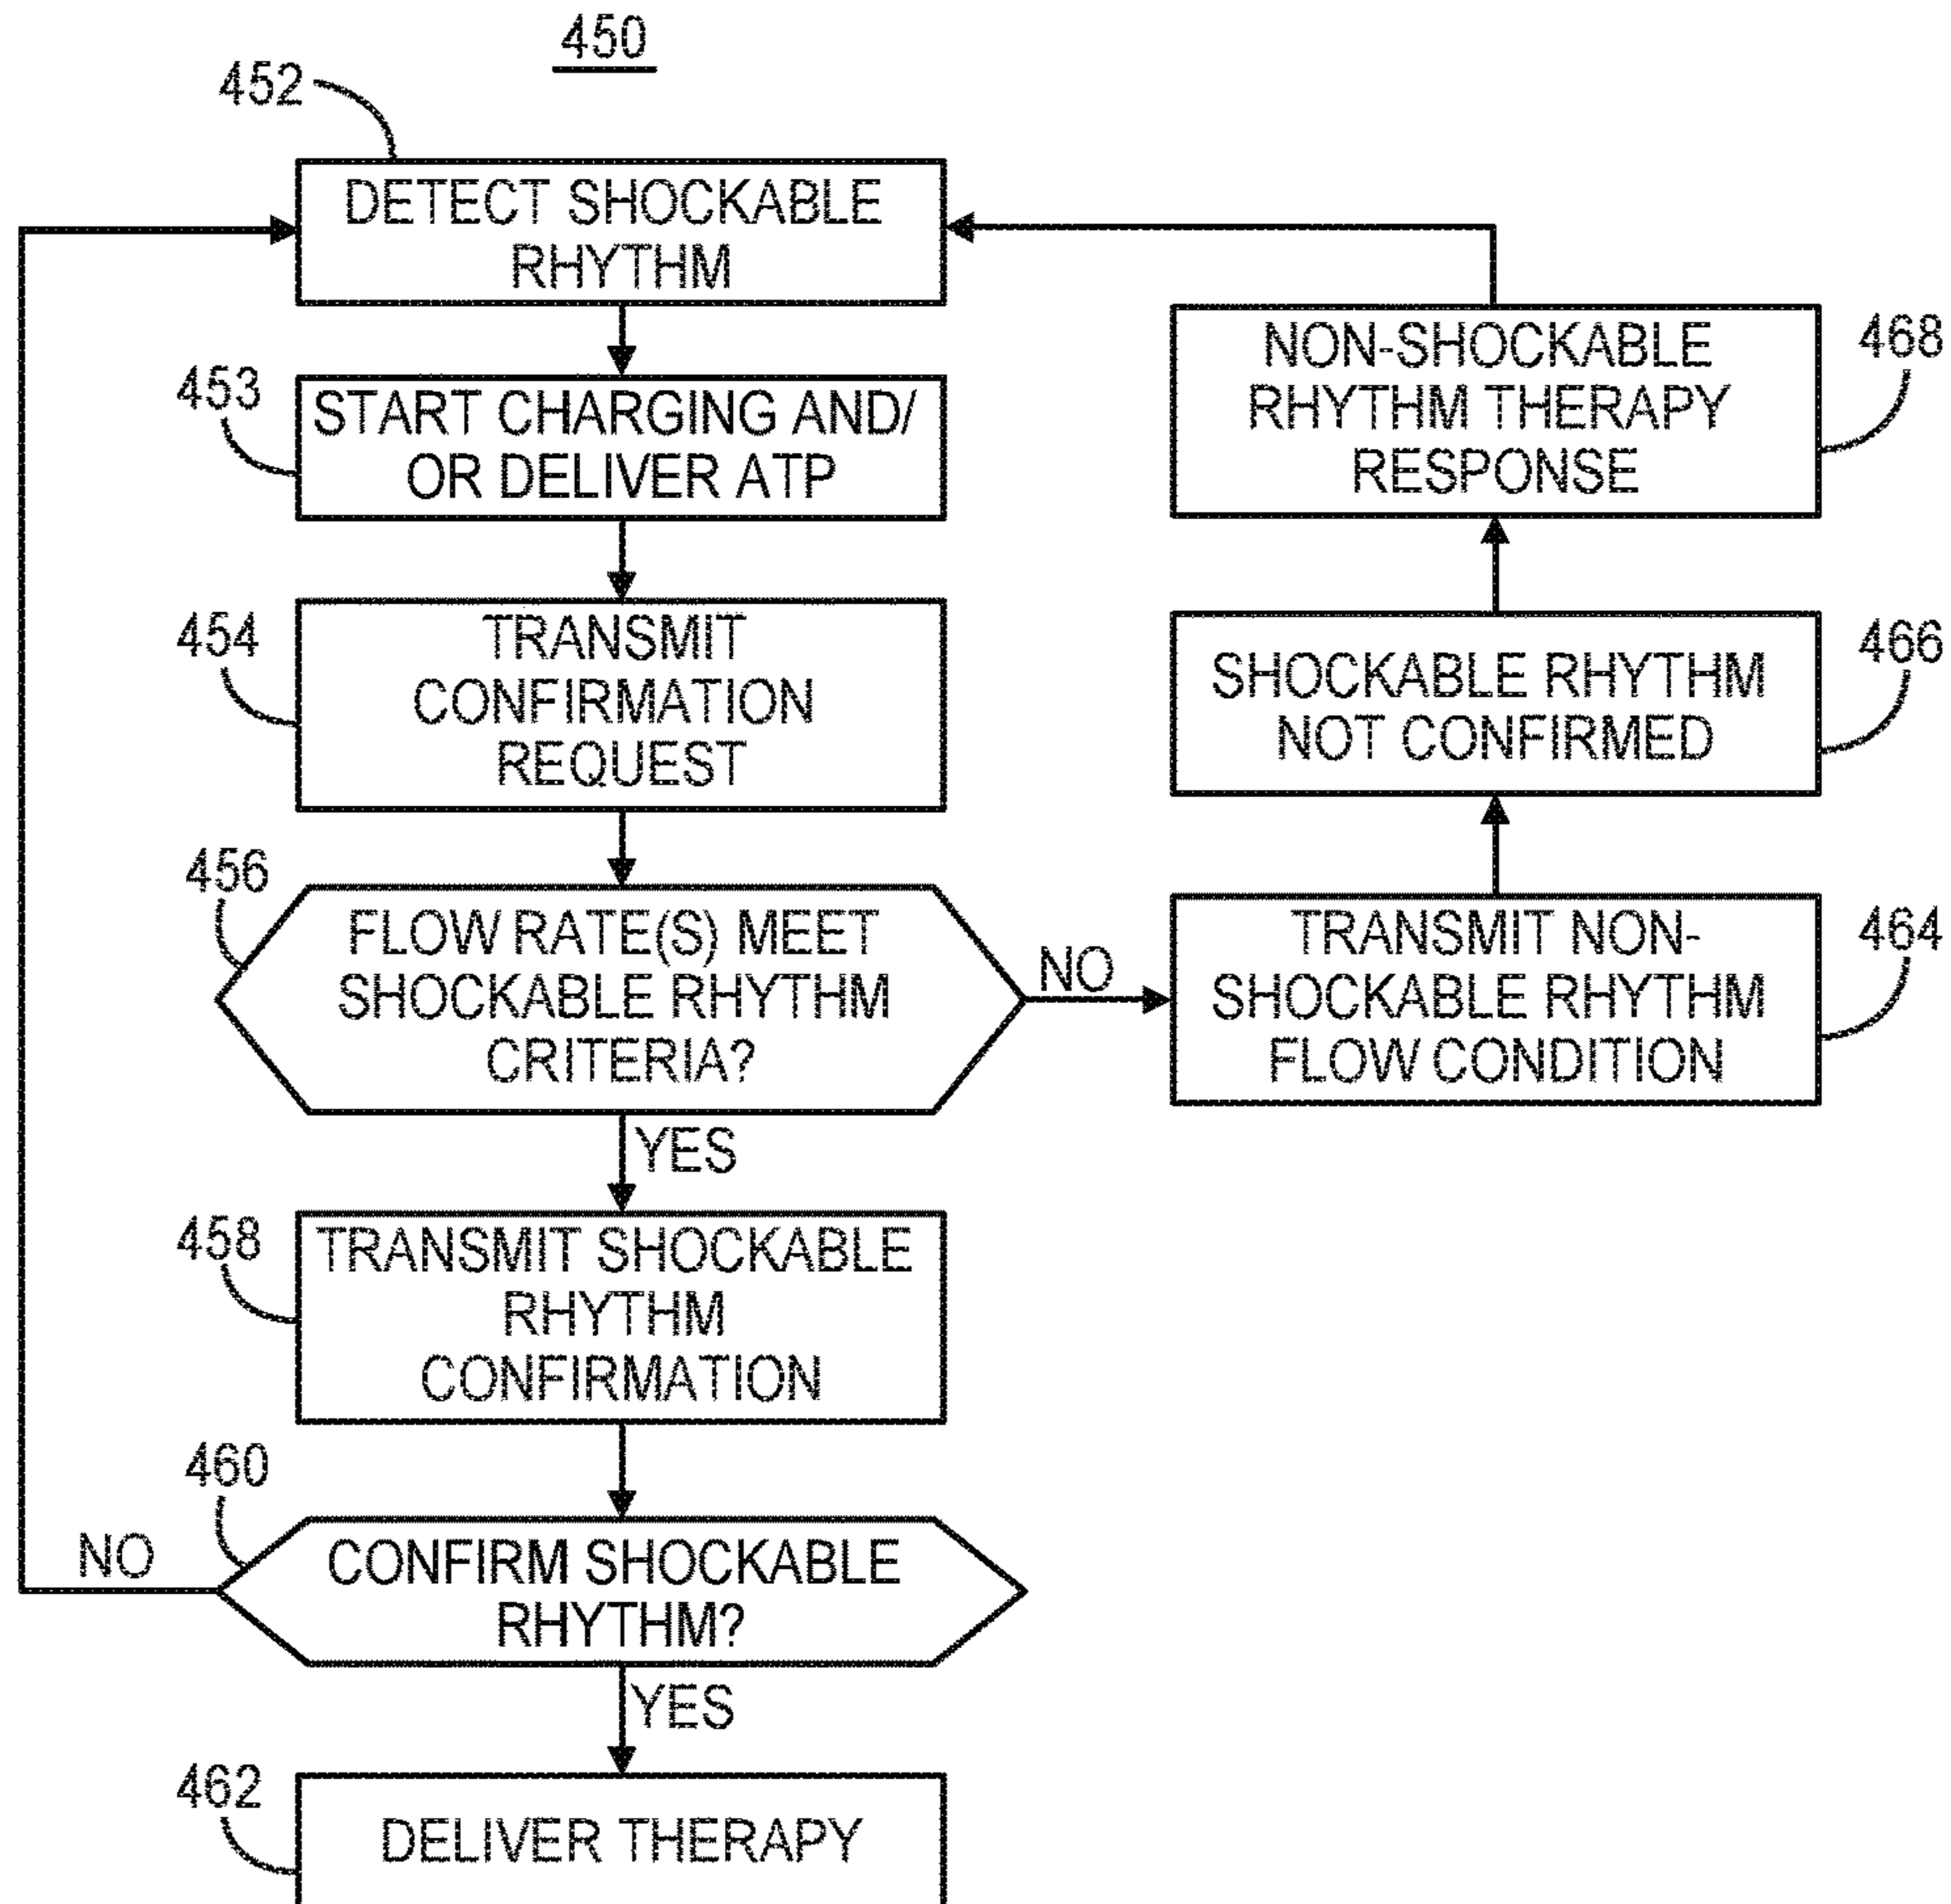 450
452
DETECT SHOCKABLE
RHYTHM
453
START CHARGING AND/
OR DELIVER ATP
454
TRANSMIT
CONFIRMATION
REQUEST
456
FLOW RATE(S) MEET
SHOCKABLE RHYTHM
CRITERIA?
NO
YES
458
TRANSMIT SHOCKABLE
RHYTHM
CONFIRMATION
460
NO
CONFIRM SHOCKABLE
RHYTHM?
YES
462
DELIVER THERAPY
NON-SHOCKABLE
RHYTHM THERAPY
RESPONSE
468
SHOCKABLE RHYTHM
NOT CONFIRMED
466
TRANSMIT NON-
SHOCKABLE RHYTHM
FLOW CONDITION
464